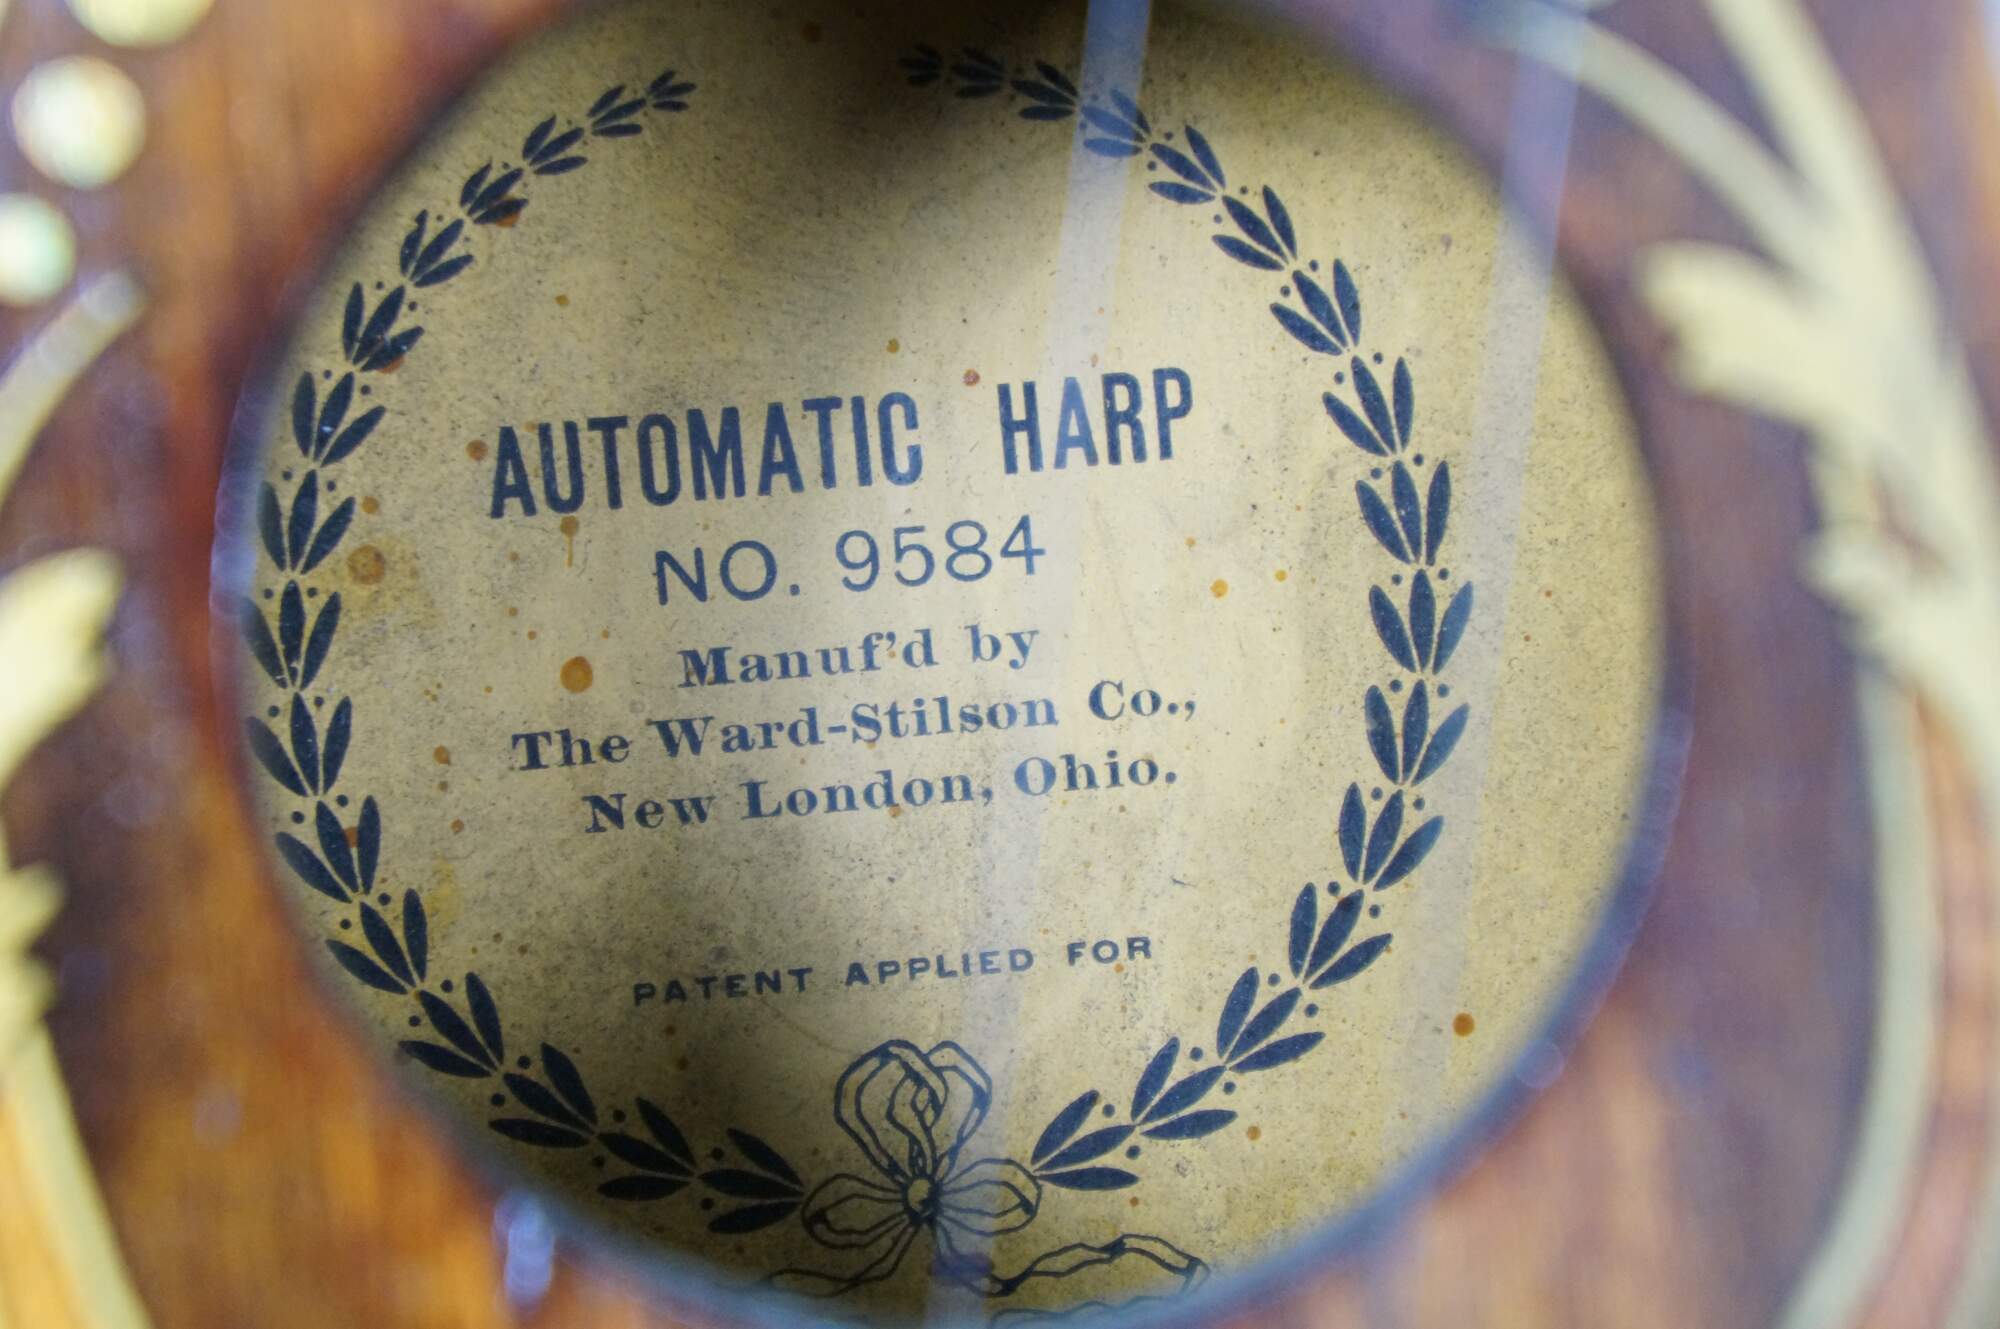 AUTOMATIC HARP
NO. 9584
Manuf'd by
The Ward-Stilson Co.,
New London, Ohio.
PATENT APPLIED FOR